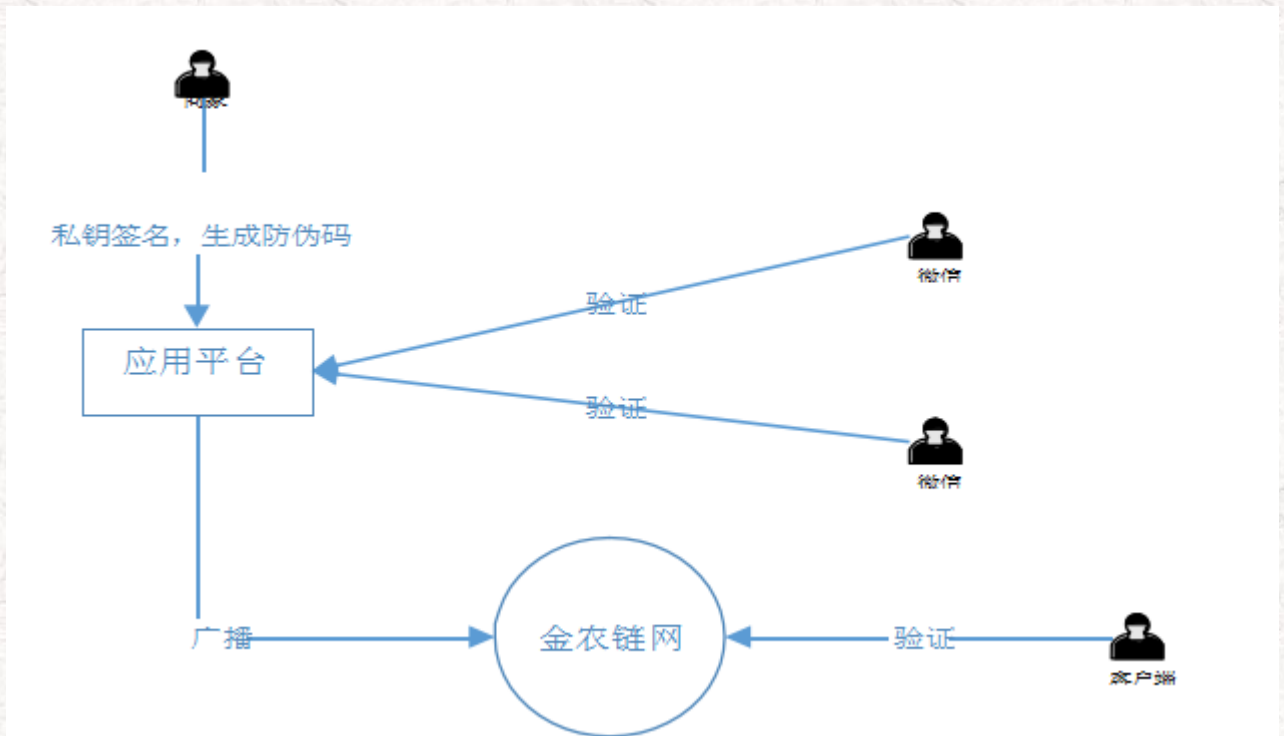 私钥签名，生成防伪码
应用平台
验证
微信
验证
微信
广播
金农链网
验证
客户端